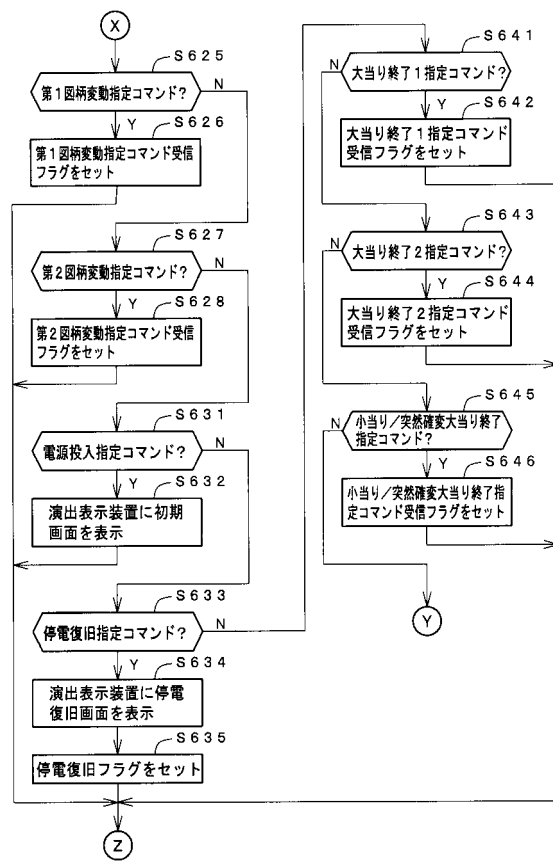 X
S625
第1図柄変動指定コマンド?
N
Y
S626
第1図柄変動指定コマンド受信
フラグをセット
S627
第2図柄変動指定コマンド?
N
Y
S628
第2図柄変動指定コマンド受信
フラグをセット
S631
電源投入指定コマンド?
N
Y
S632
演出表示装置に初期
画面を表示
S633
停電復旧指定コマンド?
N
Y
S634
演出表示装置に停電
復旧画面を表示
S635
停電復旧フラグをセット
Z
S641
N
大当り終了1指定コマンド?
Y
S642
大当り終了1指定コマンド
受信フラグをセット
S643
N
大当り終了2指定コマンド?
Y
S644
大当り終了2指定コマンド
受信フラグをセット
S645
N
小当り/突然確変大当り終了
指定コマンド?
Y
S646
小当り/突然確変大当り終了指
定コマンド受信フラグをセット
Y